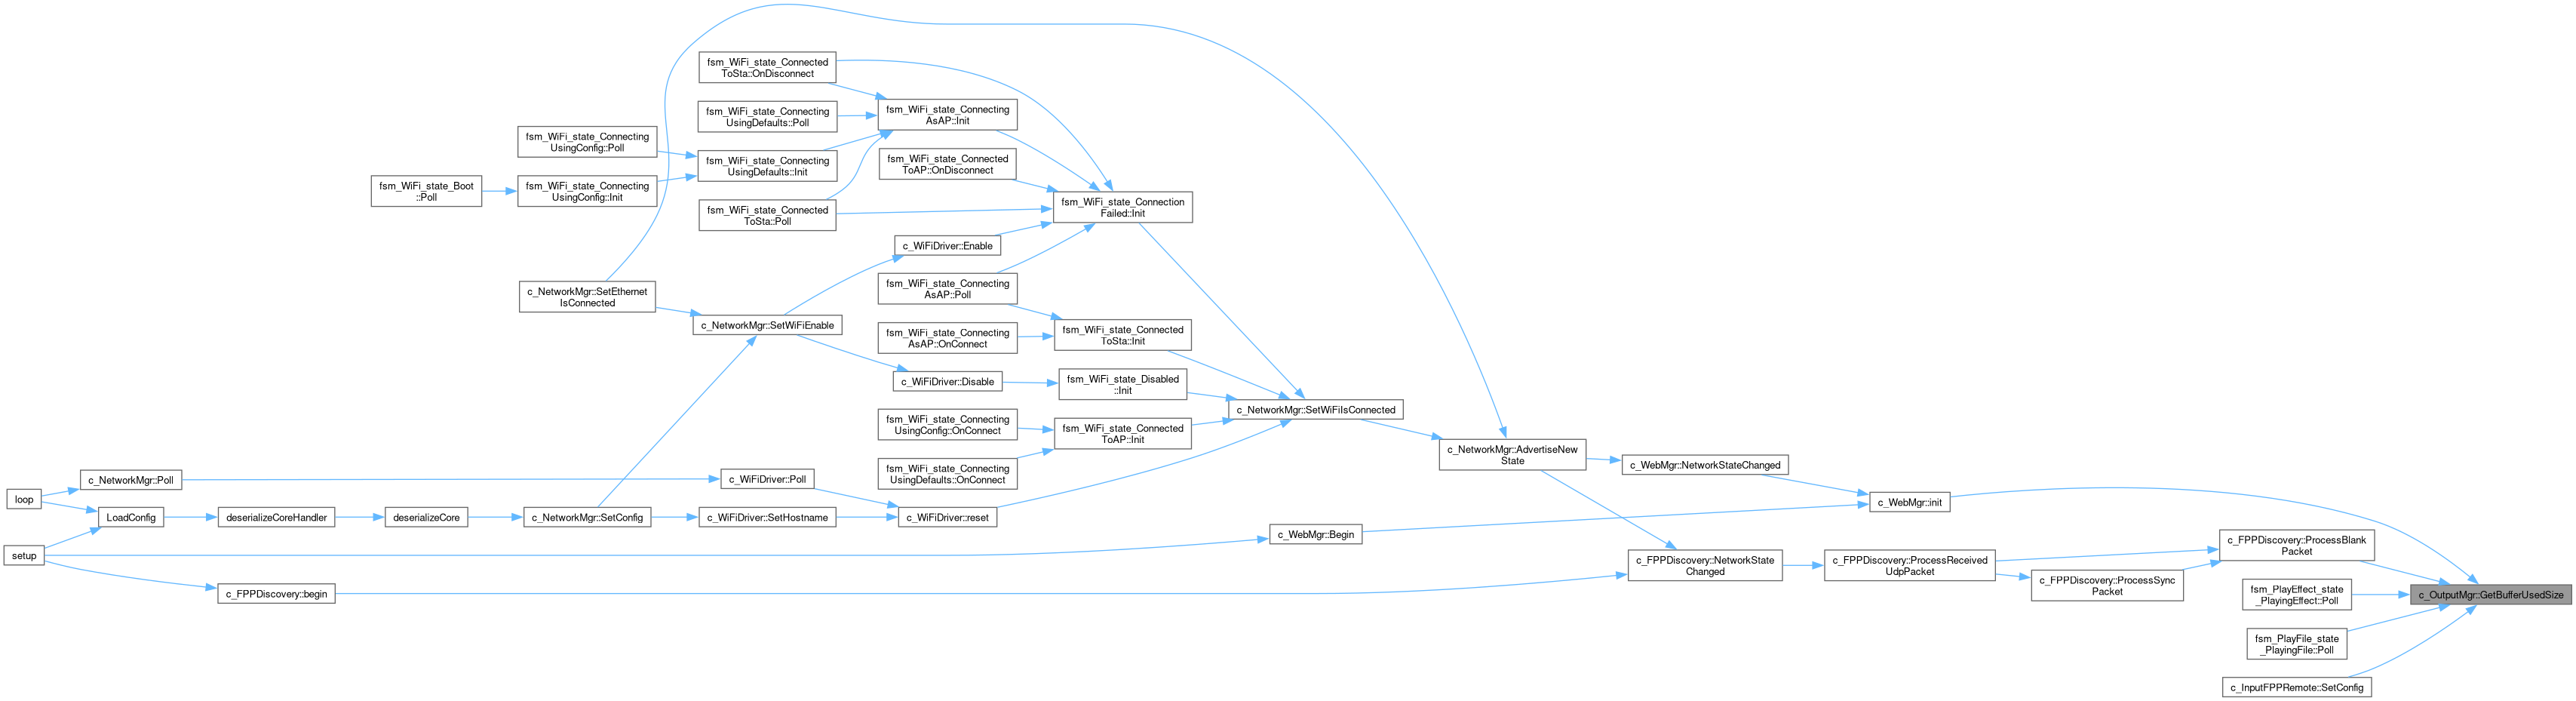 fsm_WiFi_state_Connected
ToSta::OnDisconnect
fsm_WiFi_state_Connecting
UsingDefaults::Poll
fsm_WiFi_state_Connecting
AsAP::Init
fsm_WiFi_state_Connecting
UsingConfig::Poll
fsm_WiFi_state_Connecting
UsingDefaults::Init
fsm_WiFi_state_Connected
ToAP::OnDisconnect
fsm_WiFi_state_Boot
::Poll
fsm_WiFi_state_Connecting
UsingConfig::Init
fsm_WiFi_state_Connected
ToSta::Poll
fsm_WiFi_state_Connection
Failed::Init
c_WiFiDriver::Enable
c_NetworkMgr::SetEthernet
IsConnected
fsm_WiFi_state_Connecting
AsAP::Poll
c_NetworkMgr::SetWiFiEnable
fsm_WiFi_state_Connecting
AsAP::OnConnect
fsm_WiFi_state_Connected
ToSta::Init
c_WiFiDriver::Disable
fsm_WiFi_state_Disabled
::Init
c_NetworkMgr::SetWiFiIsConnected
fsm_WiFi_state_Connecting
UsingConfig::OnConnect
fsm_WiFi_state_Connected
ToAP::Init
c_NetworkMgr::AdvertiseNew
State
c_WebMgr::NetworkStateChanged
fsm_WiFi_state_Connecting
UsingDefaults::OnConnect
c_NetworkMgr::Poll
c_WiFiDriver::Poll
loop
c_WebMgr::init
LoadConfig
deserializeCoreHandler
deserializeCore
c_NetworkMgr::SetConfig
c_WiFiDriver::SetHostname
c_WiFiDriver::reset
c_WebMgr::Begin
setup
c_FPPDiscovery::ProcessBlank
Packet
c_FPPDiscovery::NetworkState
Changed
c_FPPDiscovery::ProcessReceived
UdpPacket
c_FPPDiscovery::ProcessSync
Packet
c_FPPDiscovery::begin
fsm_PlayEffect_state
_PlayingEffect::Poll
c_OutputMgr::GetBufferUsedSize
fsm_PlayFile_state
_PlayingFile::Poll
c_InputFPPRemote::SetConfig